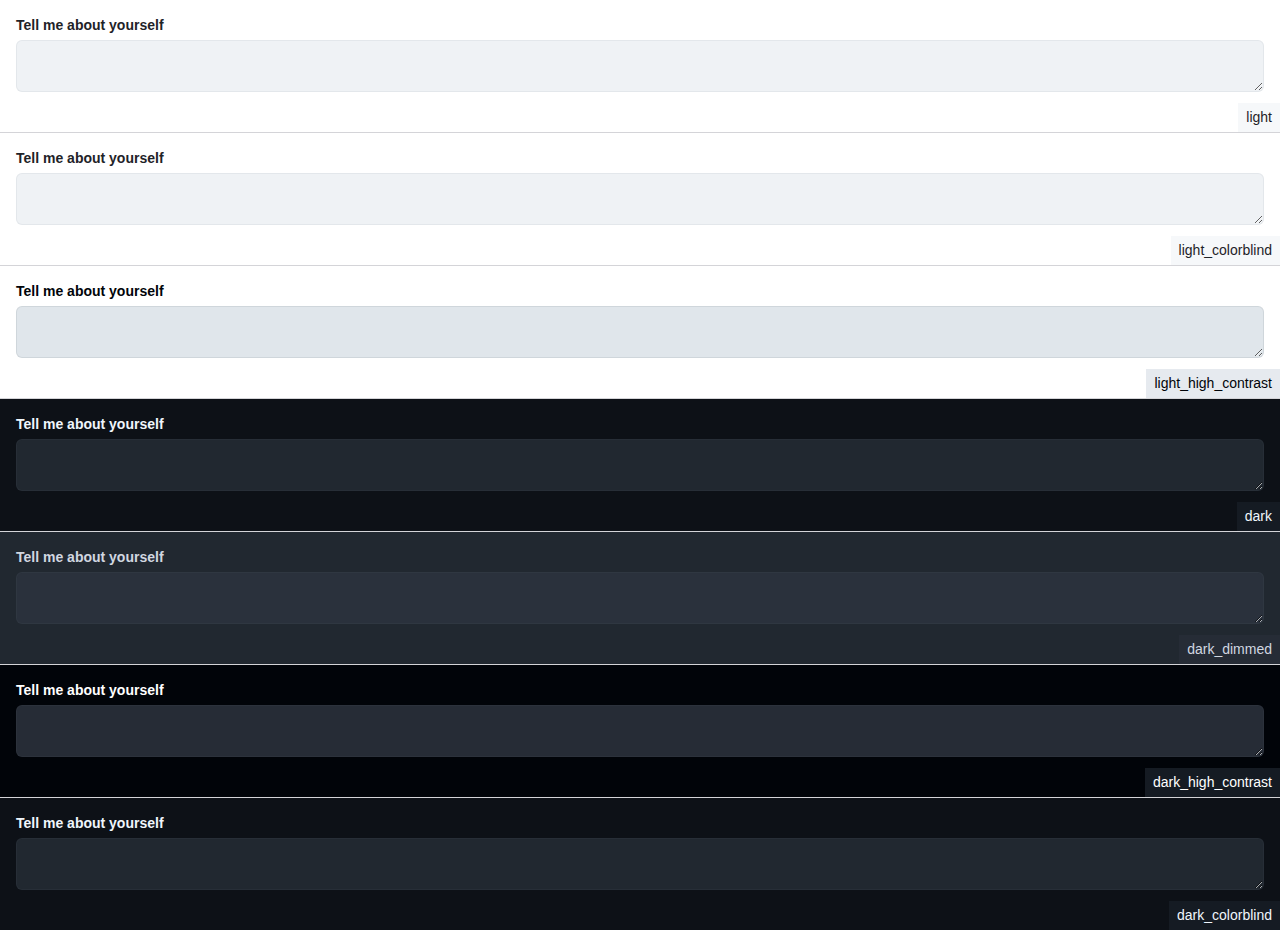 Tell me about yourself
light
Tell me about yourself
light_colorblind
Tell me about yourself
light_high_contrast
Tell me about yourself
dark
Tell me about yourself
dark_dimmed
Tell me about yourself
dark_high_contrast
Tell me about yourself
dark_colorblind